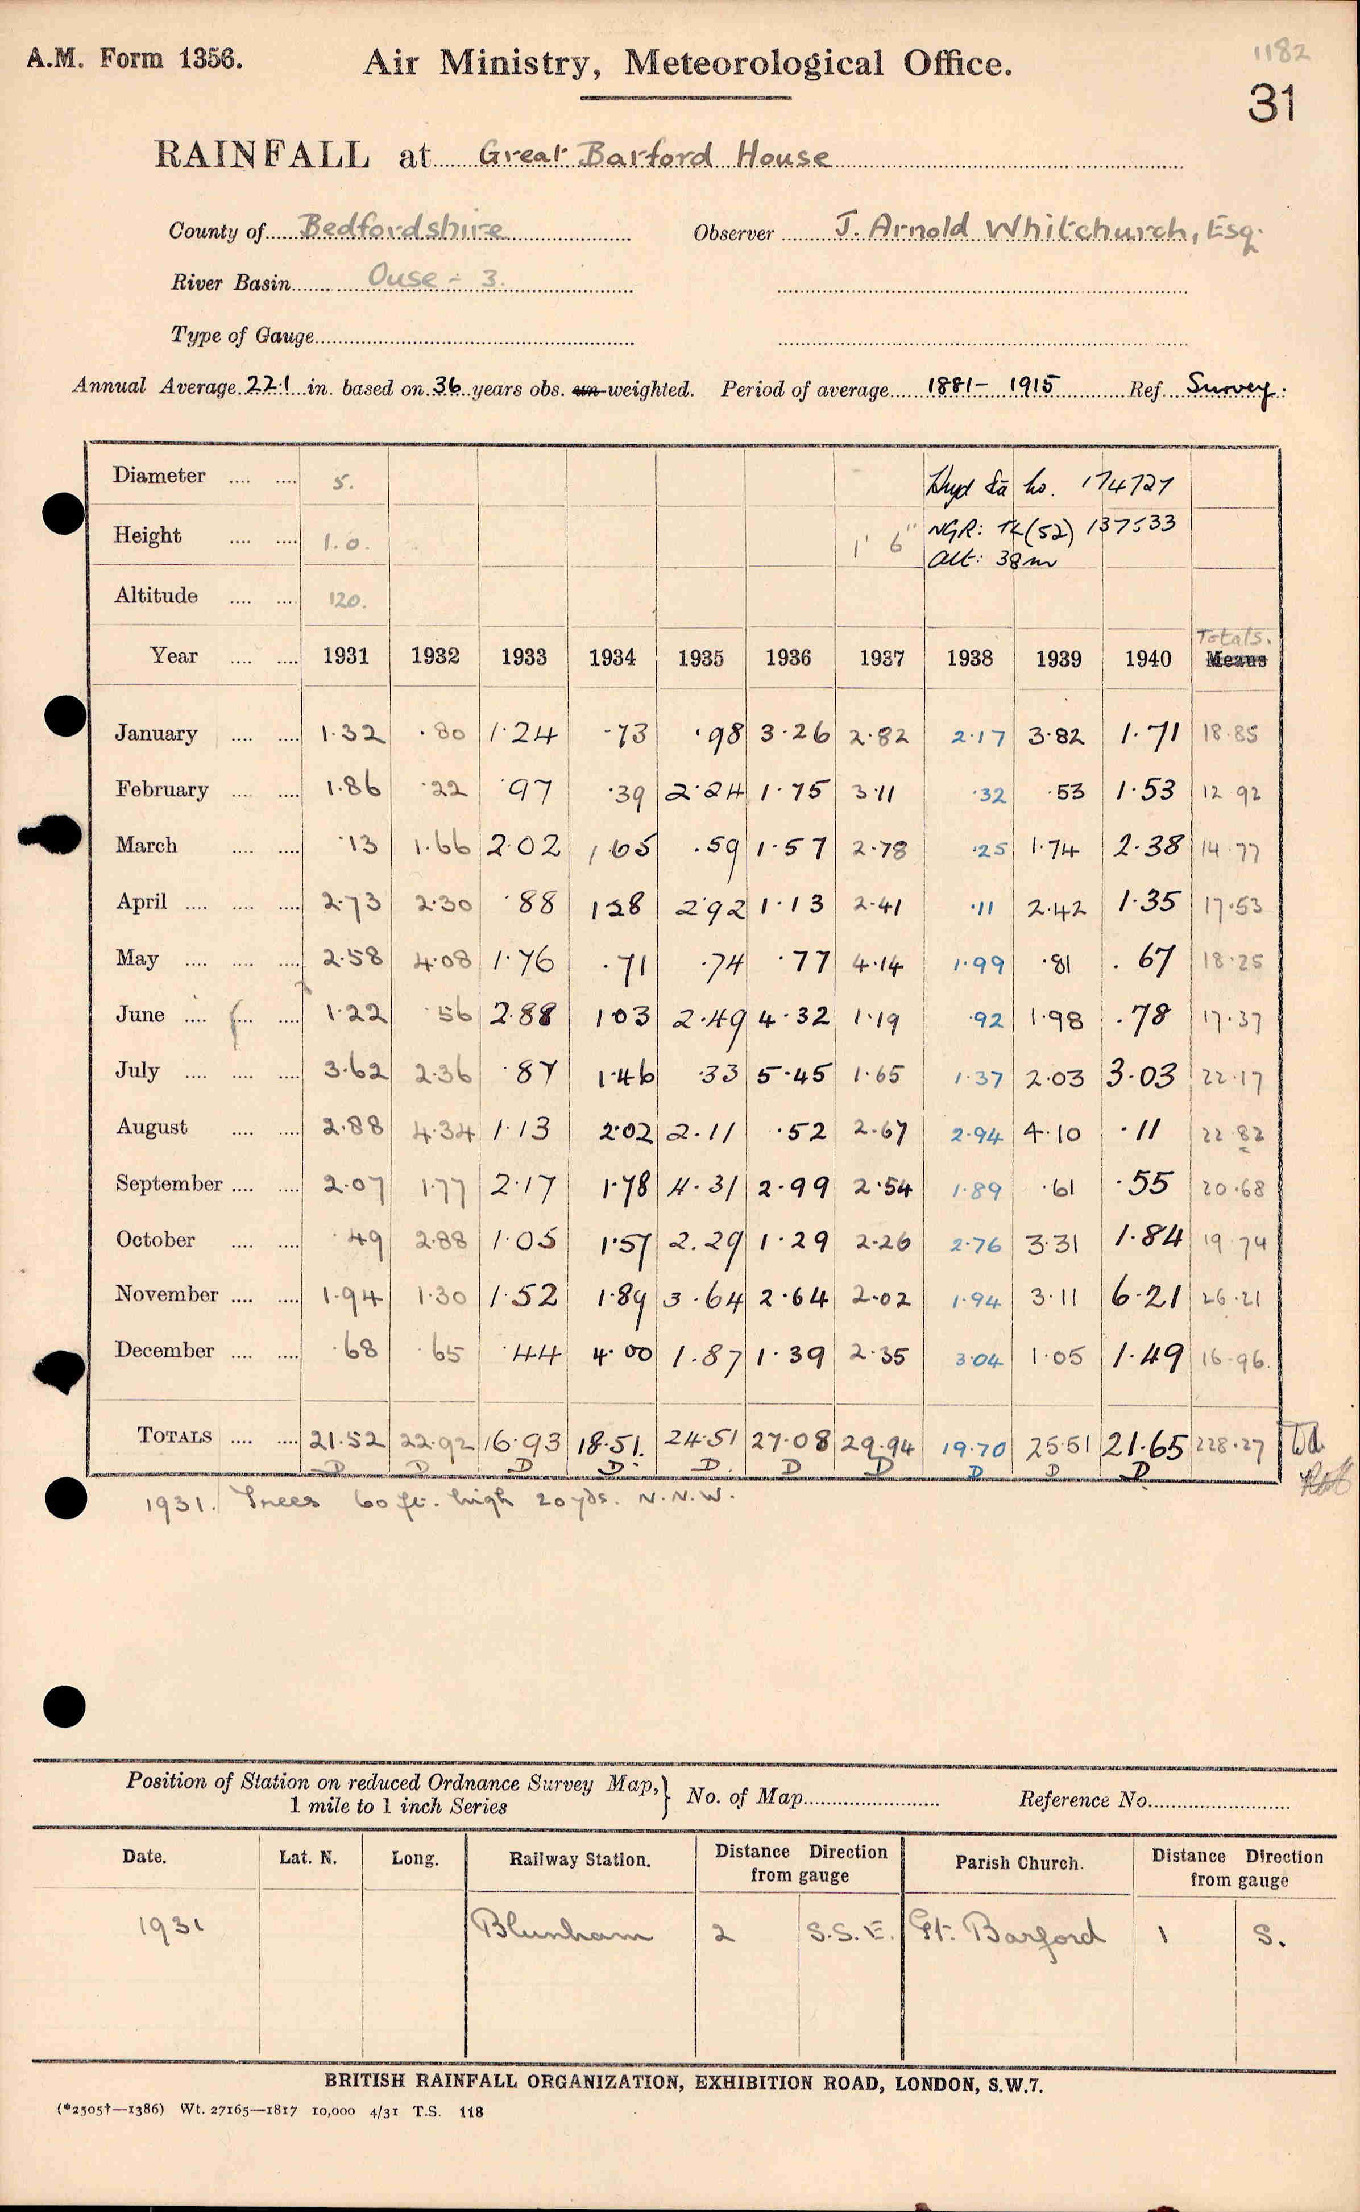 A.M. Form 1356.
Air Ministry, Meteorological Office.
1182
31
RAINFALL at Great Barford House
County of Bedfordshire Observer J. Arnold Whitchurch, Esq.
River Basin Ouse - 3.
Type of Gauge
Annual Average 22.1 in. based on 36 years obs. un-weighted. Period of average 1881 - 1915 Ref. Survey.
Diameter 5. Hyd Sta No. 174727
Height 1.0. 1' 6" NGR: TL(52) 137533
Alt: 38m
Altitude 120.
Totals.
Year 1931 1932 1933 1934 1935 1936 1937 1938 1939 1940 Means
January 1.32 .80 1.24 .73 .98 3.26 2.82 2.17 3.82 1.71 18.85
February 1.86 .22 .97 .39 2.24 1.75 3.11 .32 .53 1.53 12.92
March .13 1.66 2.02 1.65 .59 1.57 2.78 .25 1.74 2.38 14.77
April 2.73 2.30 .88 1.28 2.92 1.13 2.41 .11 2.42 1.35 17.53
May 2.58 4.08 1.76 .71 .74 .77 4.14 1.99 .81 .67 18.25
June 1.22 .56 2.88 1.03 2.49 4.32 1.19 .92 1.98 .78 17.37
July 3.62 2.36 .87 1.46 .33 5.45 1.65 1.37 2.03 3.03 22.17
August 2.88 4.34 1.13 2.02 2.11 .52 2.67 2.94 4.10 .11 22.82
September 2.07 1.77 2.17 1.78 4.31 2.99 2.54 1.89 .61 .55 20.68
October .49 2.88 1.05 1.57 2.29 1.29 2.26 2.76 3.31 1.84 19.74
November 1.94 1.30 1.52 1.89 3.64 2.64 2.02 1.94 3.11 6.21 26.21
December .68 .65 .44 4.00 1.87 1.39 2.35 3.04 1.05 1.49 16.96.
TOTALS 21.52 22.92 16.93 18.51. 24.51 27.08 29.94 19.70 25.51 21.65 228.27
D D D D. D. D D D D D
1931. Trees 60 ft. high 20 yds. N.N.W.
Position of Station on reduced Ordnance Survey Map, } No. of Map Reference No.
1 mile to 1 inch Series
Date. Lat. N. Long. Railway Station. Distance Direction from gauge Parish Church. Distance Direction from gauge
1931 Blunham 2 S.S.E. Gt. Barford 1 S.
BRITISH RAINFALL ORGANIZATION, EXHIBITION ROAD, LONDON, S.W.7.
(*2505†—1386) Wt. 27165—1817 10,000 4/31 T.S. 118